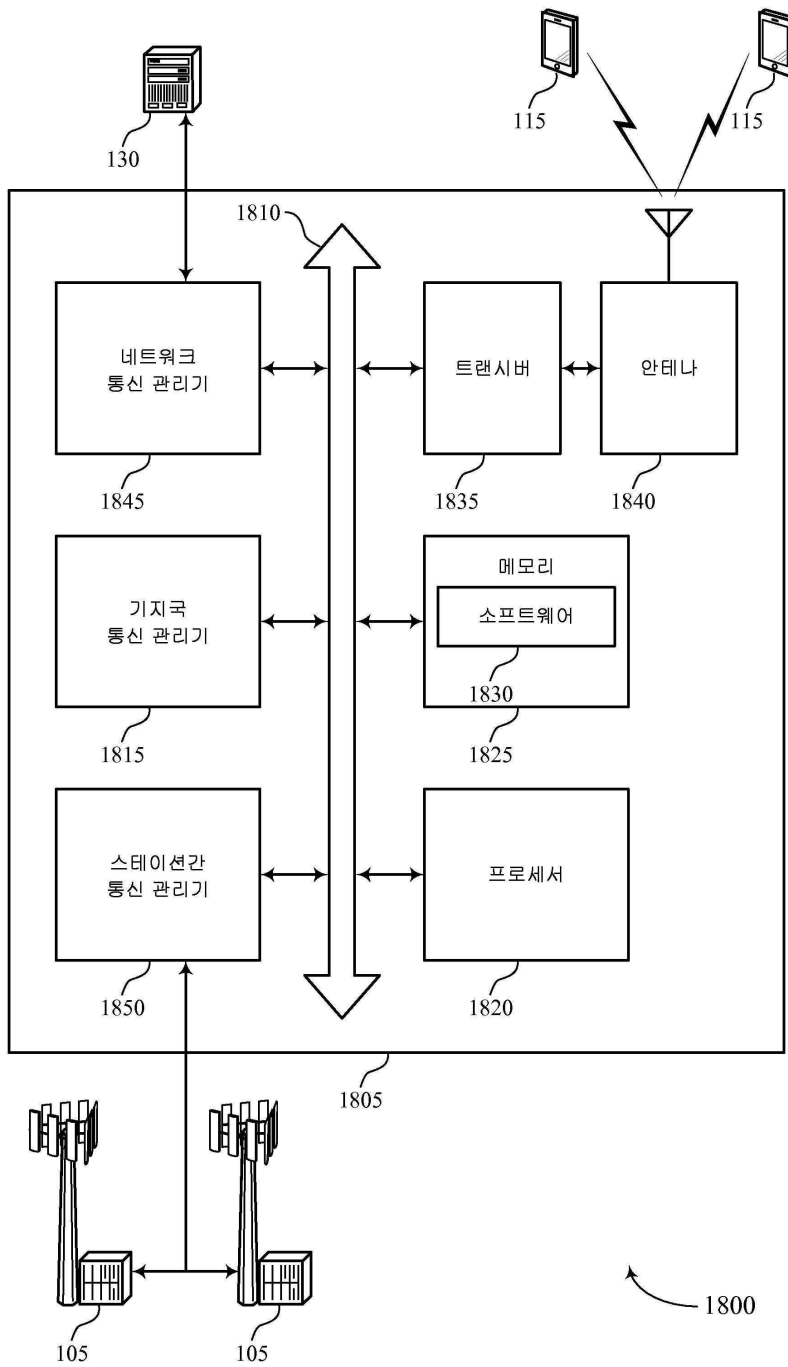 130
115
115
1810
네트워크
통신 관리기
1845
트랜시버
1835
안테나
1840
기지국
통신 관리기
1815
메모리
소프트웨어
1830
1825
스테이션간
통신 관리기
1850
프로세서
1820
1805
105
105
1800